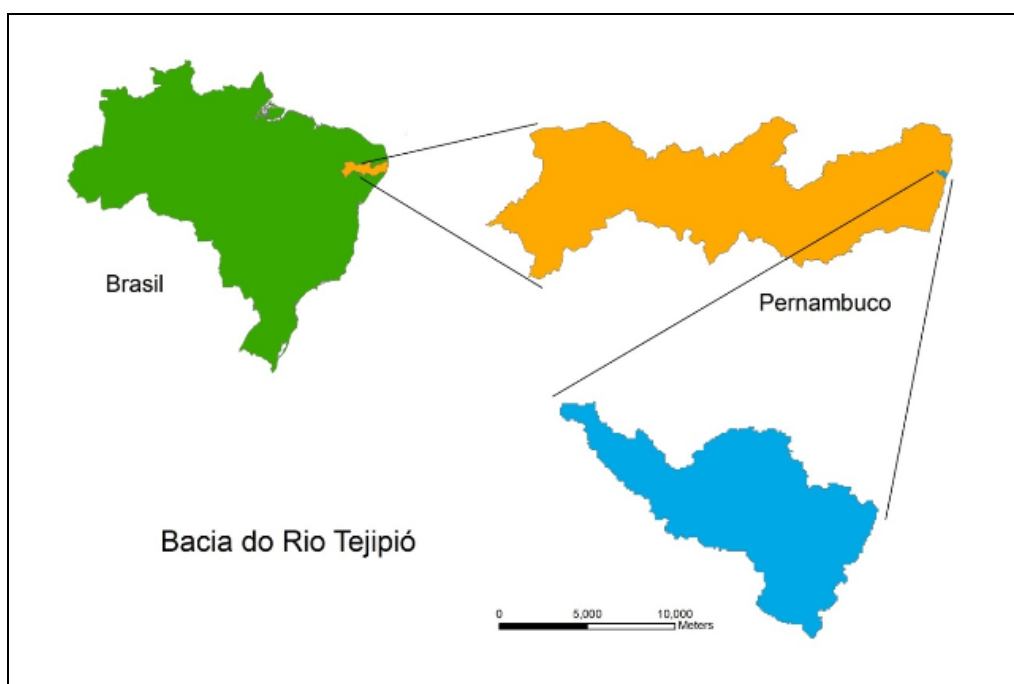 Brasil
Pernambuco
Bacia do Rio Tejipió
0 5,000 10,000
Meters